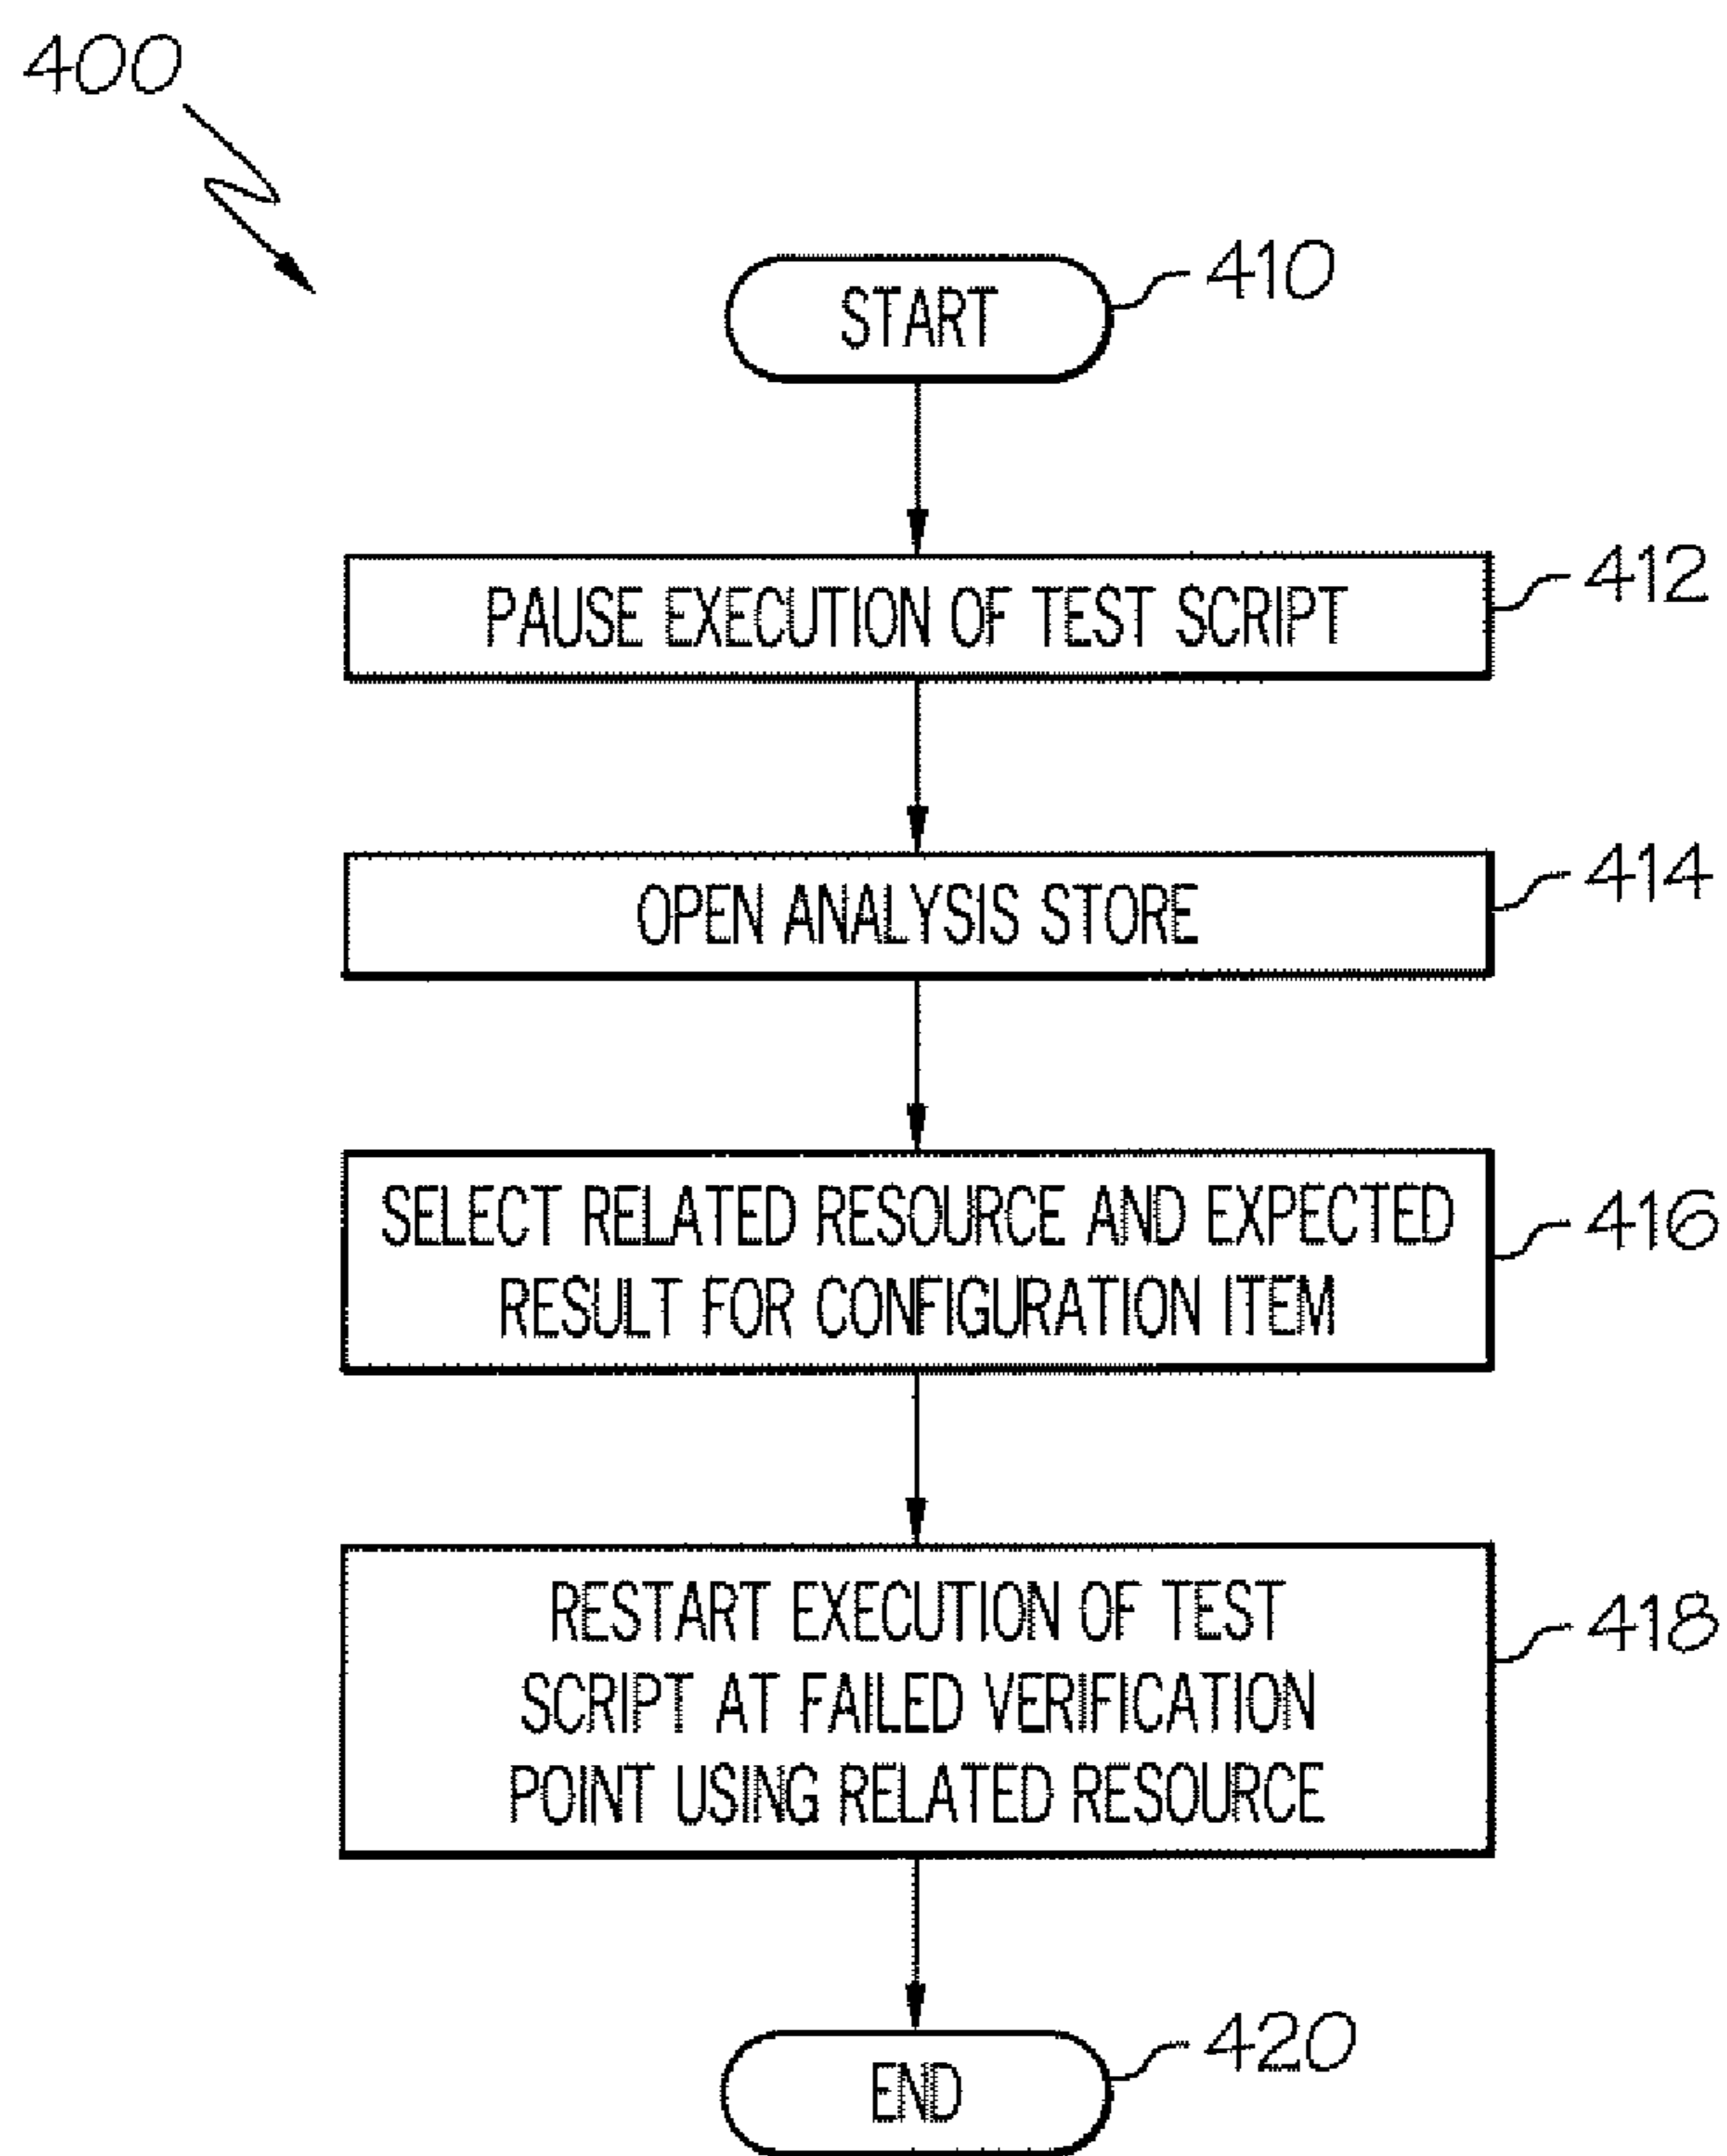 400
START
410
PAUSE EXECUTION OF TEST SCRIPT
412
OPEN ANALYSIS STORE
414
SELECT RELATED RESOURCE AND EXPECTED
RESULT FOR CONFIGURATION ITEM
416
RESTART EXECUTION OF TEST
SCRIPT AT FAILED VERIFICATION
POINT USING RELATED RESOURCE
418
END
420